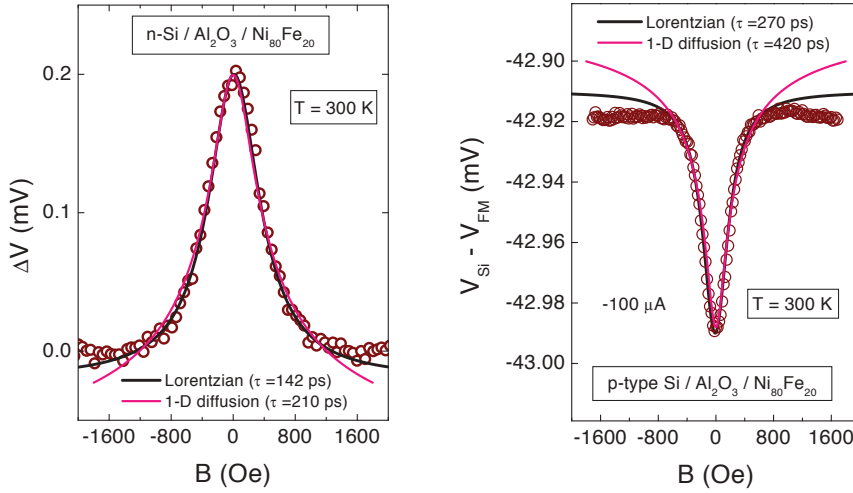 n-Si / Al₂O₃ / Ni₈₀Fe₂₀
T = 300 K
0.2
0.1
0.0
ΔV (mV)
Lorentzian (τ =142 ps)
1-D diffusion (τ =210 ps)
-1600 -800 0 800 1600
B (Oe)
Lorentzian (τ = 270 ps)
1-D diffusion (τ = 420 ps)
-42.90
-42.92
-42.94
-42.96
-42.98
-43.00
V_Si - V_FM (mV)
-100 μA
T = 300 K
p-type Si / Al₂O₃ / Ni₈₀Fe₂₀
-1600 -800 0 800 1600
B (Oe)